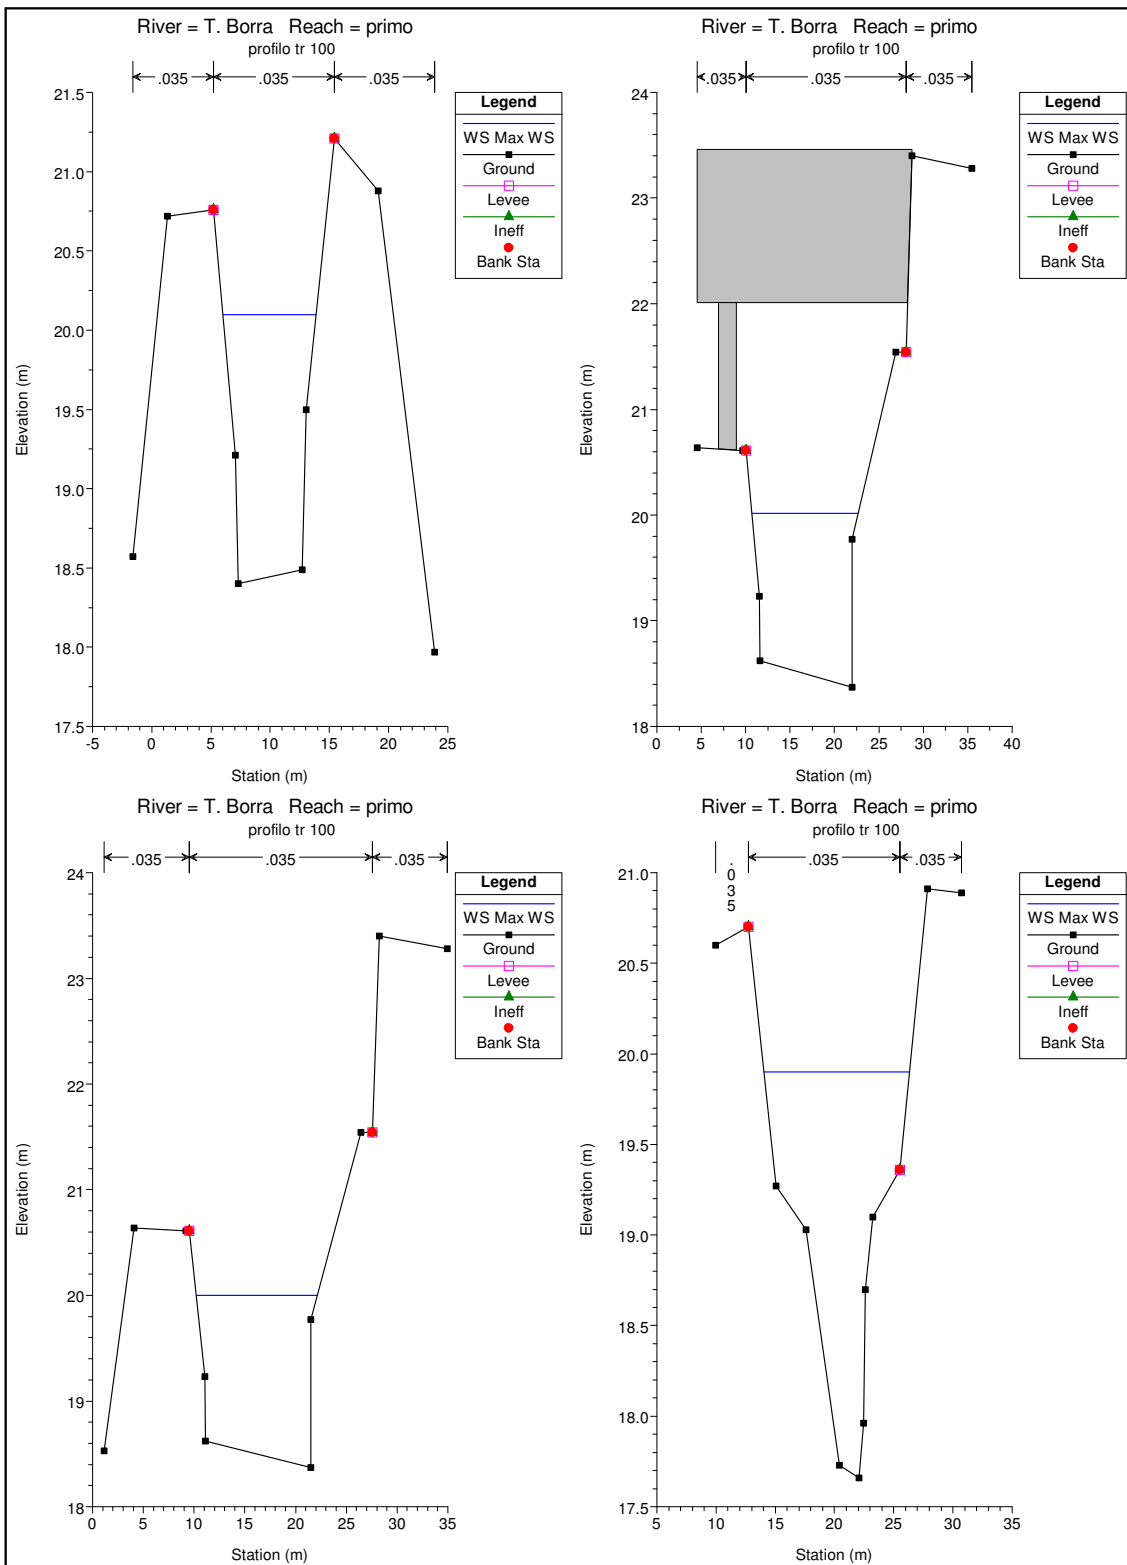 River = T. Borra Reach = primo
profilo tr 100
.035 .035 .035
21.5
21.0
20.5
20.0
19.5
19.0
18.5
18.0
17.5
Elevation (m)
-5 0 5 10 15 20 25
Station (m)
Legend
WS Max WS
Ground
Levee
Ineff
Bank Sta
River = T. Borra Reach = primo
profilo tr 100
.035 .035 .035
24
23
22
21
20
19
18
Elevation (m)
0 5 10 15 20 25 30 35 40
Station (m)
Legend
WS Max WS
Ground
Levee
Ineff
Bank Sta
River = T. Borra Reach = primo
profilo tr 100
.035 .035 .035
24
23
22
21
20
19
18
Elevation (m)
0 5 10 15 20 25 30 35
Station (m)
Legend
WS Max WS
Ground
Levee
Ineff
Bank Sta
River = T. Borra Reach = primo
profilo tr 100
.035 .035 .035
21.0
20.5
20.0
19.5
19.0
18.5
18.0
17.5
Elevation (m)
5 10 15 20 25 30 35
Station (m)
Legend
WS Max WS
Ground
Levee
Ineff
Bank Sta